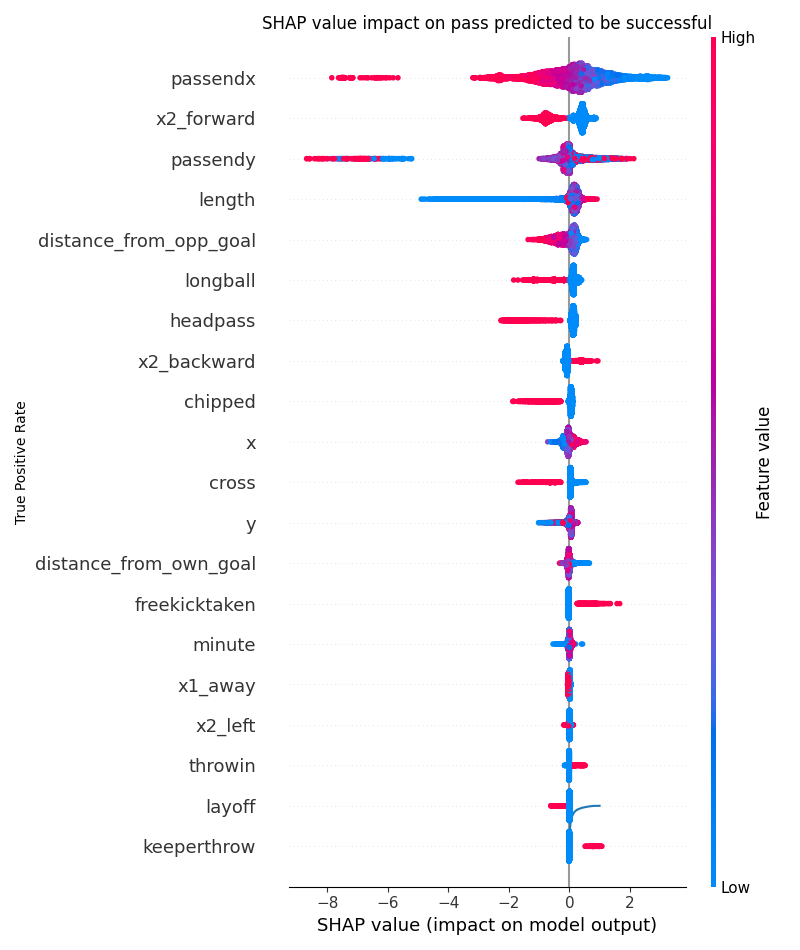 SHAP value impact on pass predicted to be successful
High
passendx
x2_forward
passendy
length
distance_from_opp_goal
longball
headpass
x2_backward
chipped
x
cross
y
distance_from_own_goal
freekicktaken
minute
x1_away
x2_left
throwin
layoff
keeperthrow
True Positive Rate
Feature value
Low
−8 −6 −4 −2 0 2
SHAP value (impact on model output)